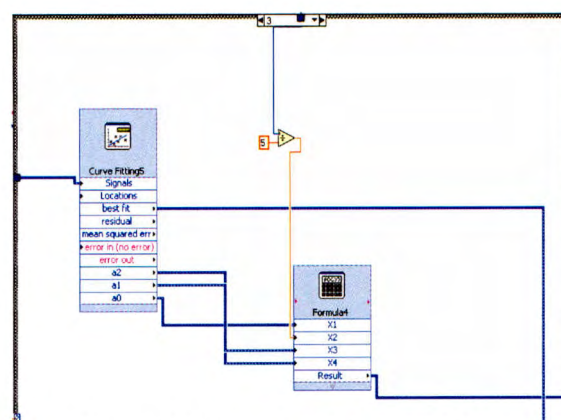 3
5
Curve Fitting5
Signals
Locations
best fit
residual
mean squared err
error in (no error)
error out
a2
a1
a0
Formula4
X1
X2
X3
X4
Result